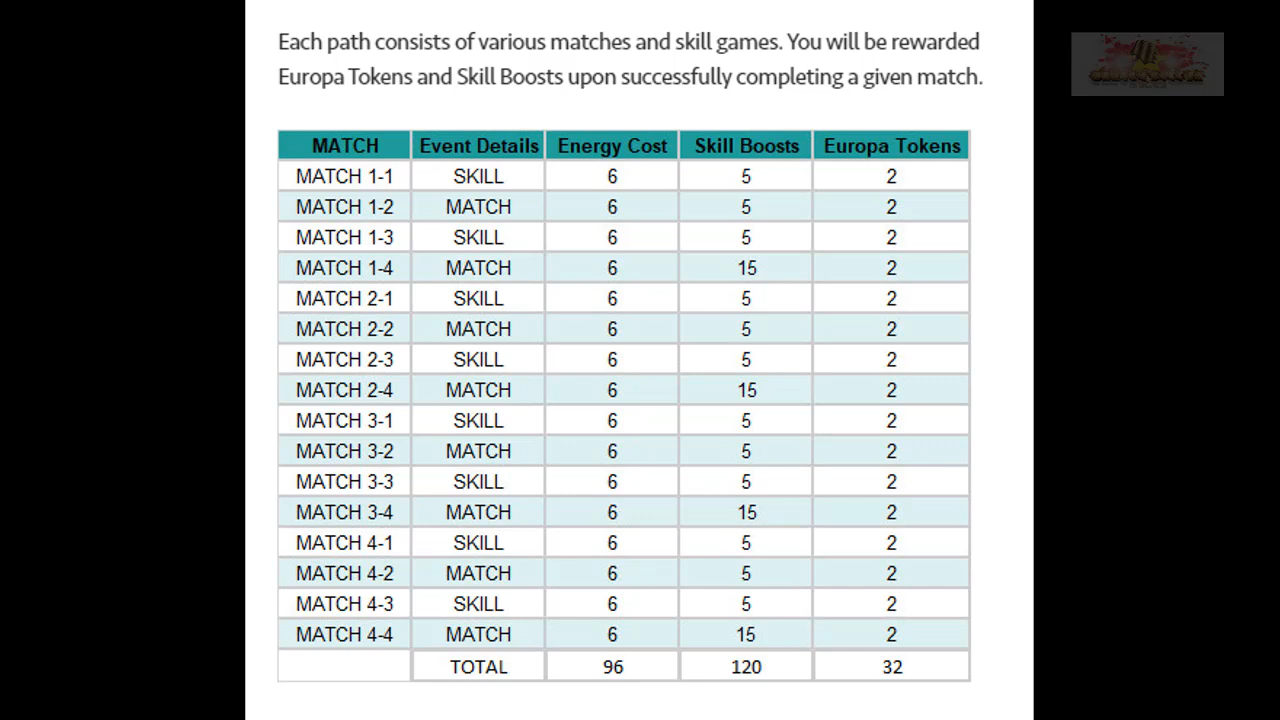 Each path consists of various matches and skill games. You will be rewarded
Europa Tokens and Skill Boosts upon successfully completing a given match.
MATCH Event Details Energy Cost Skill Boosts Europa Tokens
MATCH 1-1 SKILL 6 5 2
MATCH 1-2 MATCH 6 5 2
MATCH 1-3 SKILL 6 5 2
MATCH 1-4 MATCH 6 15 2
MATCH 2-1 SKILL 6 5 2
MATCH 2-2 MATCH 6 5 2
MATCH 2-3 SKILL 6 5 2
MATCH 2-4 MATCH 6 15 2
MATCH 3-1 SKILL 6 5 2
MATCH 3-2 MATCH 6 5 2
MATCH 3-3 SKILL 6 5 2
MATCH 3-4 MATCH 6 15 2
MATCH 4-1 SKILL 6 5 2
MATCH 4-2 MATCH 6 5 2
MATCH 4-3 SKILL 6 5 2
MATCH 4-4 MATCH 6 15 2
TOTAL 96 120 32